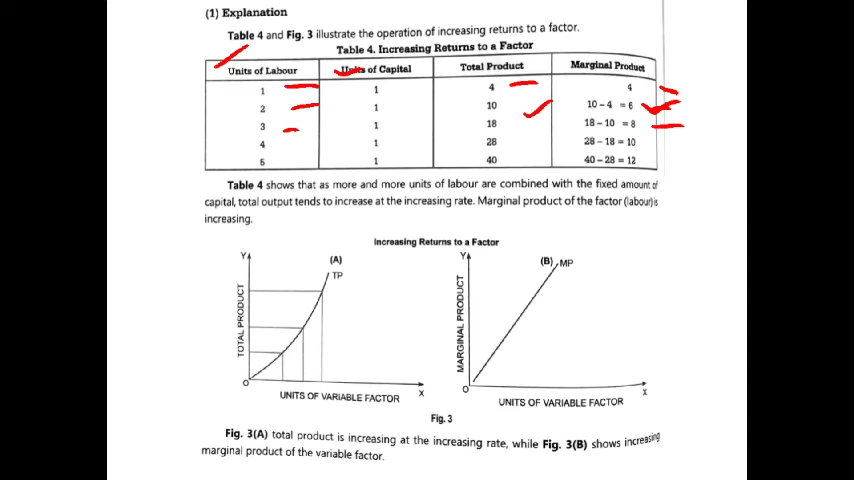 (1) Explanation
Table 4 and Fig. 3 illustrate the operation of increasing returns to a factor.
Table 4. Increasing Returns to a Factor
Units of Labour Units of Capital Total Product Marginal Product
1 1 4 4
2 1 10 10 – 4 = 6
3 1 18 18 – 10 = 8
4 1 28 28 – 18 = 10
5 1 40 40 – 28 = 12
Table 4 shows that as more and more units of labour are combined with the fixed amount of
capital, total output tends to increase at the increasing rate. Marginal product of the factor (labour) is
increasing.
Increasing Returns to a Factor
Y (A) TP
TOTAL PRODUCT
O X
UNITS OF VARIABLE FACTOR
Y (B) MP
MARGINAL PRODUCT
O X
UNITS OF VARIABLE FACTOR
Fig. 3
Fig. 3(A) total product is increasing at the increasing rate, while Fig. 3(B) shows increasing
marginal product of the variable factor.